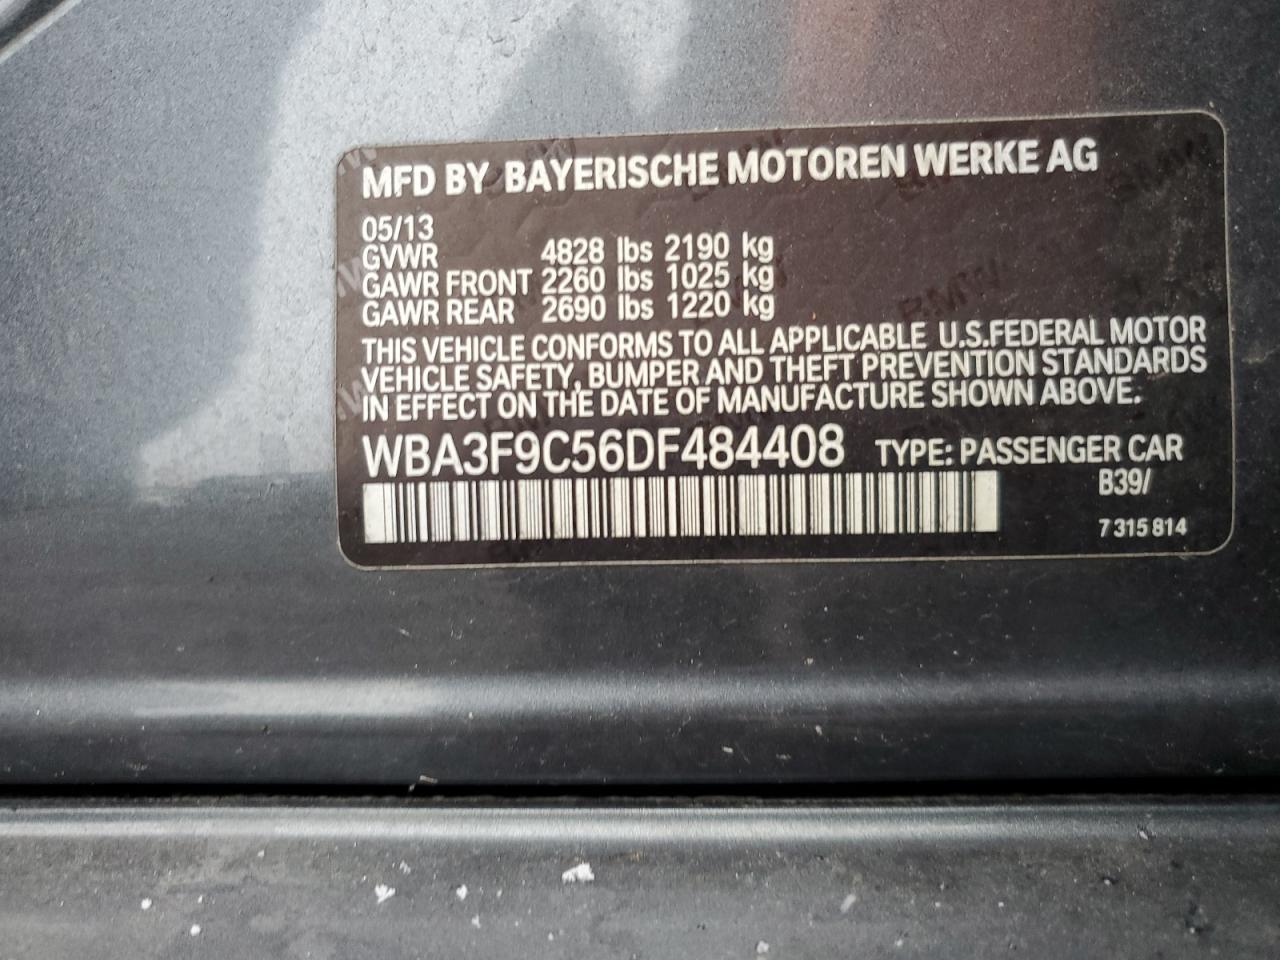 MFD BY BAYERISCHE MOTOREN WERKE AG
05/13
GVWR 4828 lbs 2190 kg
GAWR FRONT 2260 lbs 1025 kg
GAWR REAR 2690 lbs 1220 kg
THIS VEHICLE CONFORMS TO ALL APPLICABLE U.S.FEDERAL MOTOR
VEHICLE SAFETY, BUMPER AND THEFT PREVENTION STANDARDS
IN EFFECT ON THE DATE OF MANUFACTURE SHOWN ABOVE.
WBA3F9C56DF484408 TYPE: PASSENGER CAR
B39/
7 315 814